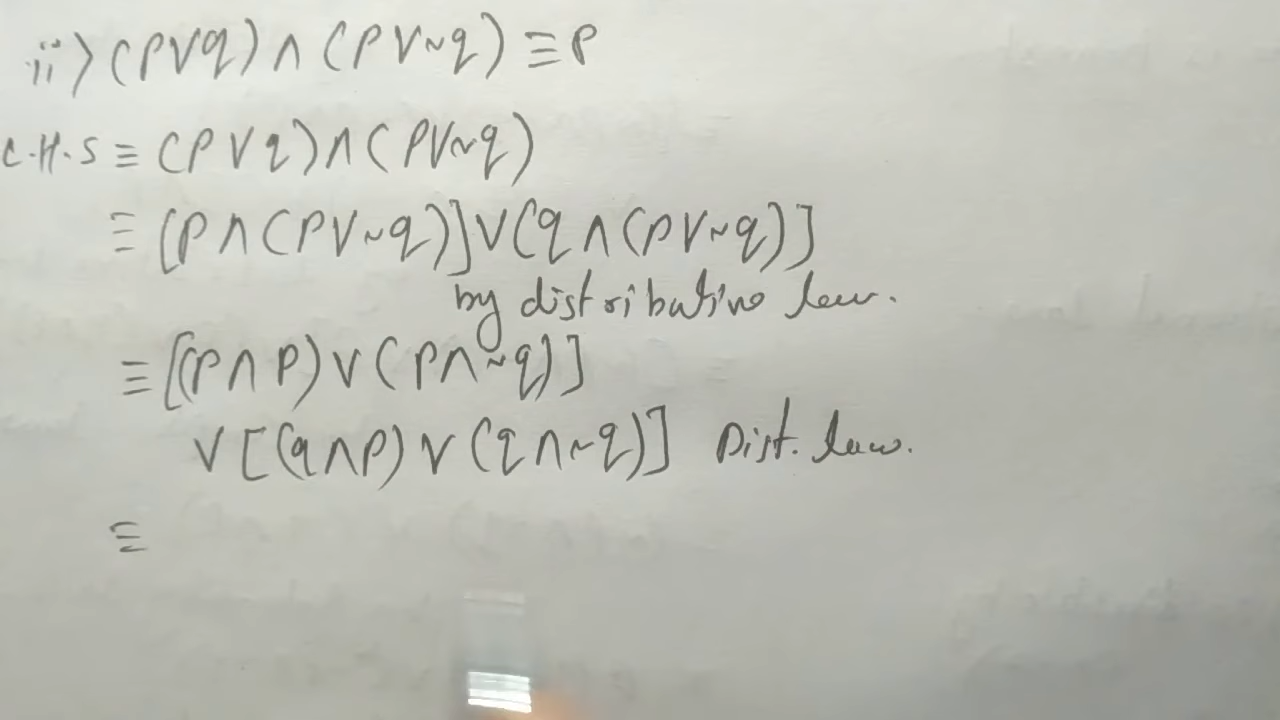 ii) (P∨q) ∧ (P∨~q) ≡ P
L.H.S ≡ (P∨q) ∧ (P∨~q)
≡ [P ∧ (P∨~q)] ∨ [q ∧ (P∨~q)]
by distributive law.
≡ [(P∧P) ∨ (P∧~q)]
∨ [(q∧P) ∨ (q∧~q)] Dist. law.
≡